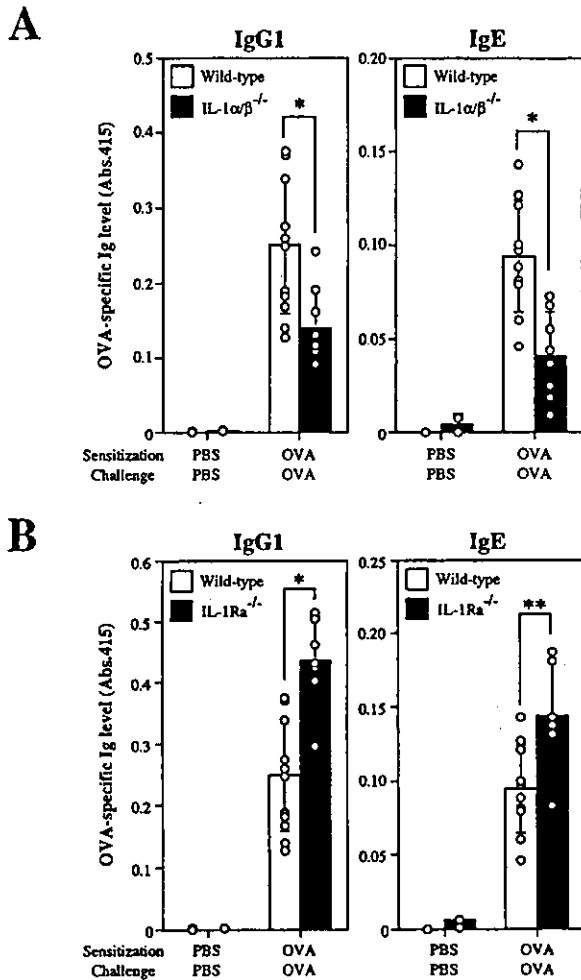 A
IgG1
IgE
OVA-specific Ig level (Abs.415)
0.5
0.4
0.3
0.2
0.1
0
Wild-type
IL-1α/β-/-
*
0.20
0.15
0.10
0.05
0
Wild-type
IL-1α/β-/-
*
Sensitization PBS OVA PBS OVA
Challenge PBS OVA PBS OVA
B
IgG1
IgE
OVA-specific Ig level (Abs.415)
0.6
0.5
0.4
0.3
0.2
0.1
0
Wild-type
IL-1Ra-/-
*
0.25
0.20
0.15
0.10
0.05
0
Wild-type
IL-1Ra-/-
**
Sensitization PBS OVA PBS OVA
Challenge PBS OVA PBS OVA